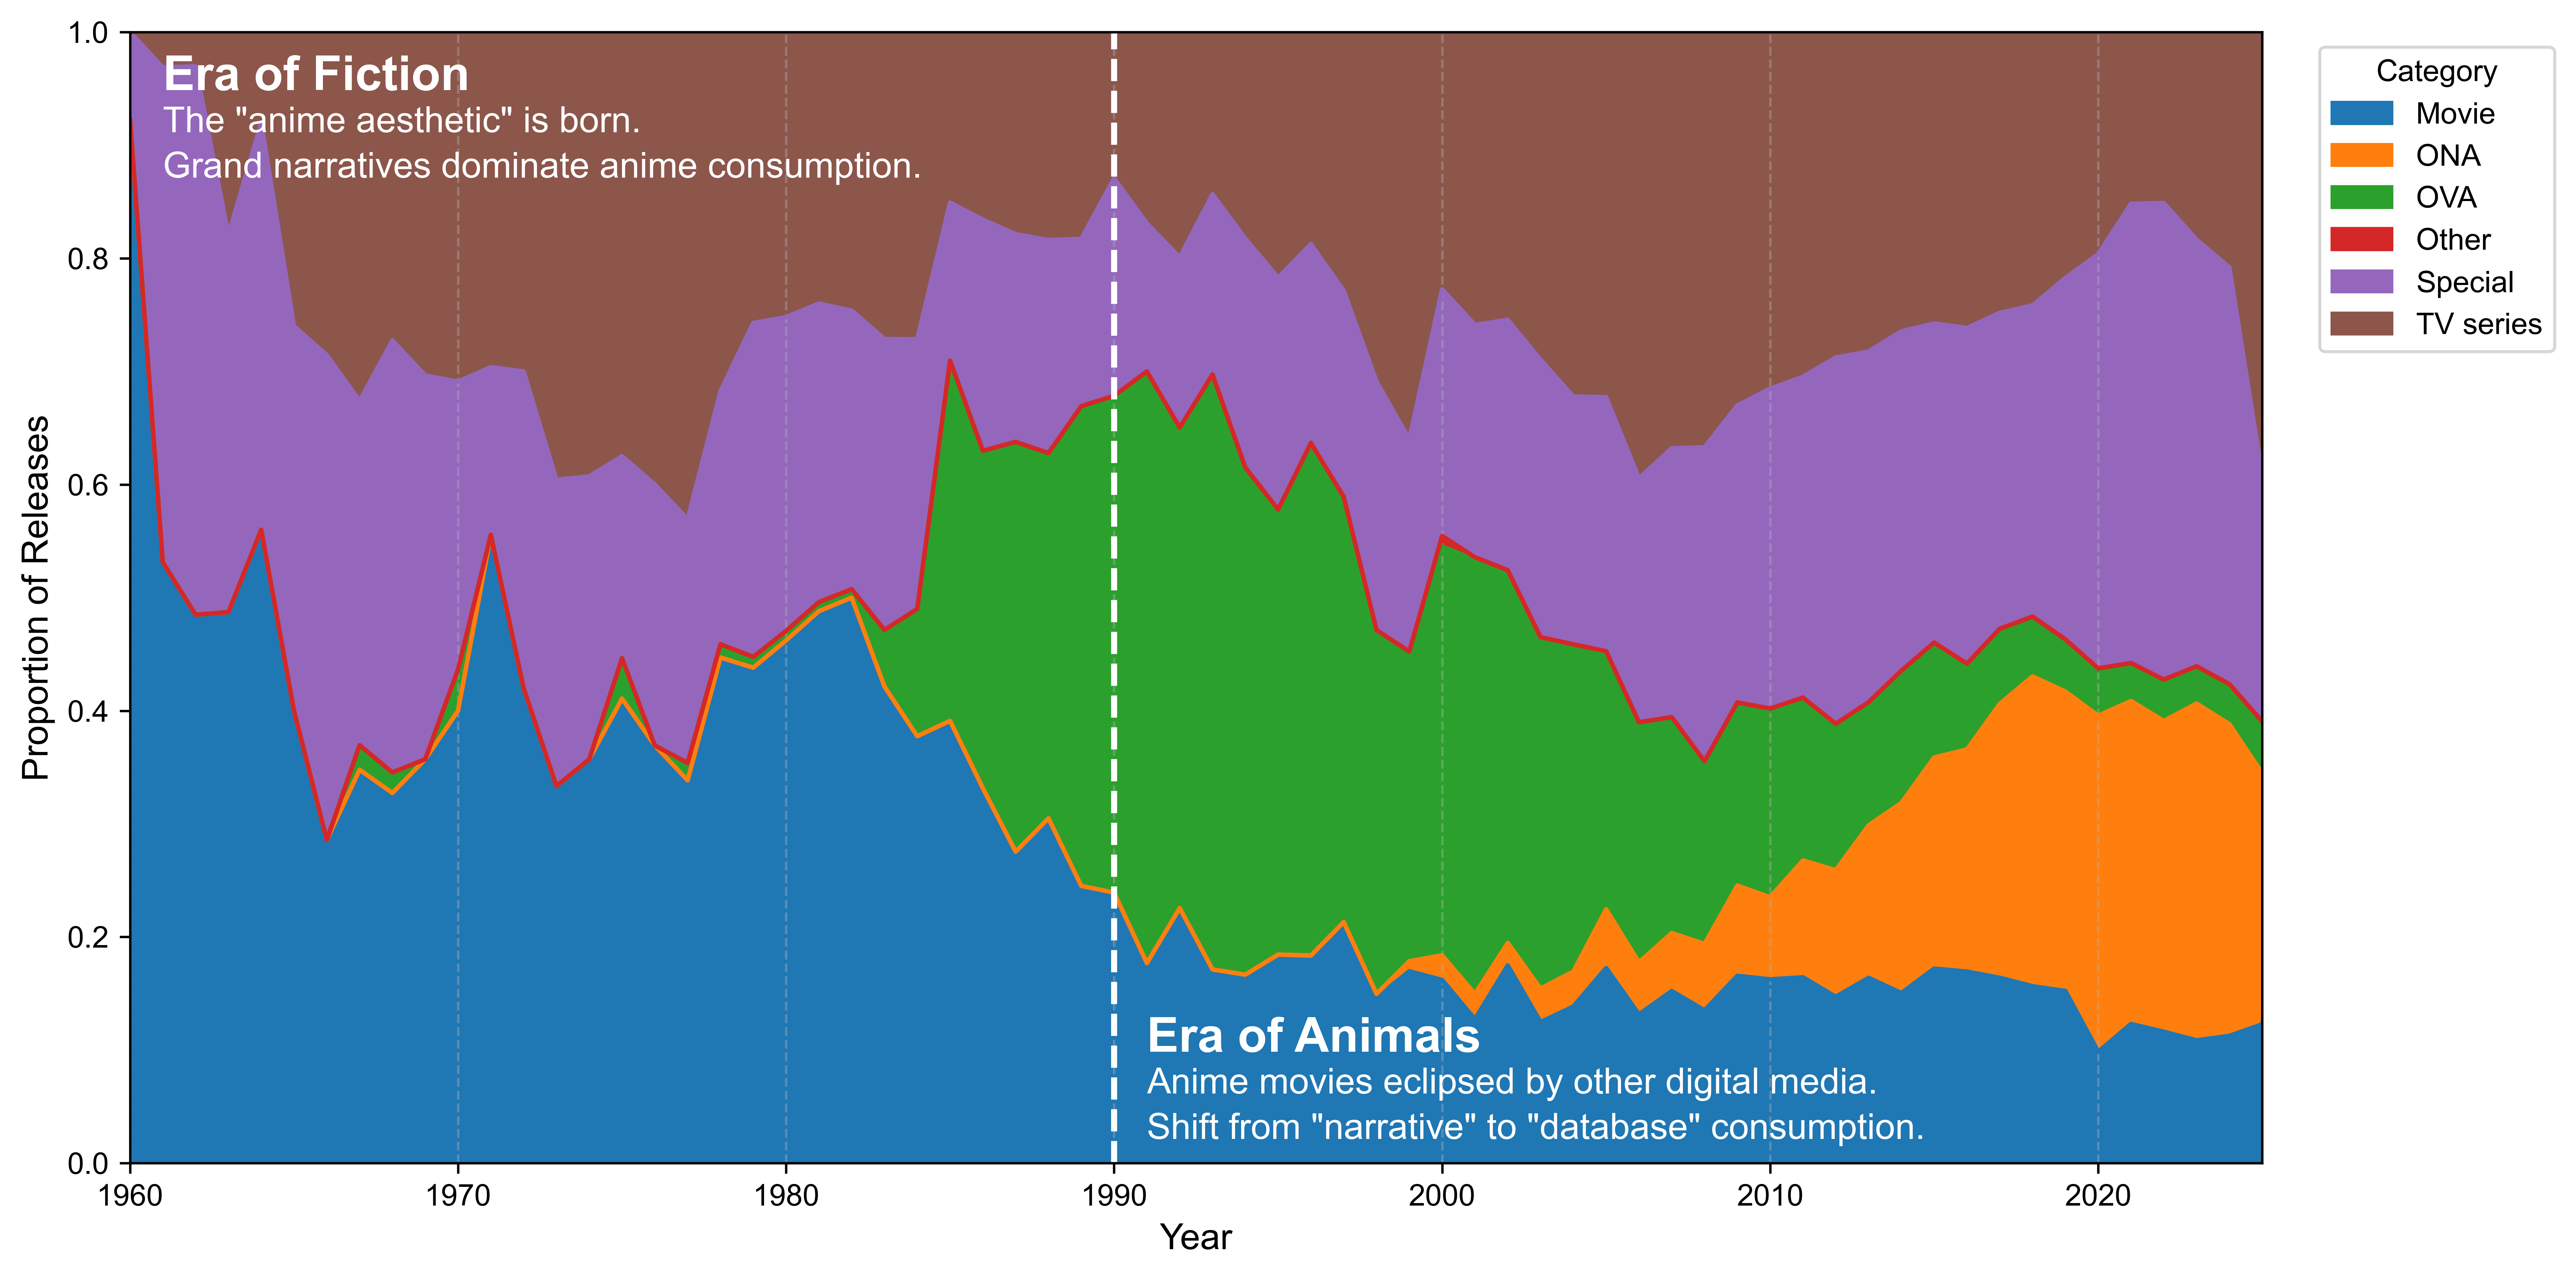 1.0
0.8
0.6
0.4
0.2
0.0
Proportion of Releases
Era of Fiction
The "anime aesthetic" is born.
Grand narratives dominate anime consumption.
Era of Animals
Anime movies eclipsed by other digital media.
Shift from "narrative" to "database" consumption.
1960 1970 1980 1990 2000 2010 2020
Year
Category
Movie
ONA
OVA
Other
Special
TV series